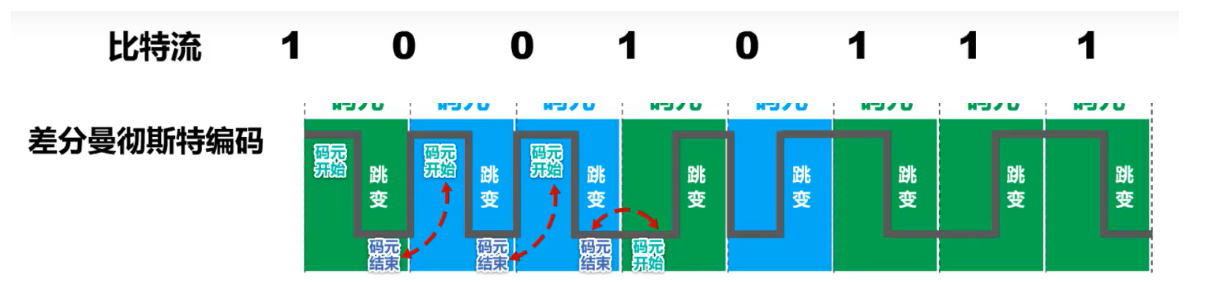 比特流 1 0 0 1 0 1 1 1
码元 码元 码元 码元 码元 码元 码元 码元
差分曼彻斯特编码
码元开始 跳变 码元结束
码元开始 跳变 码元结束
码元开始 跳变 码元结束
码元开始 跳变
跳变
跳变
跳变
跳变